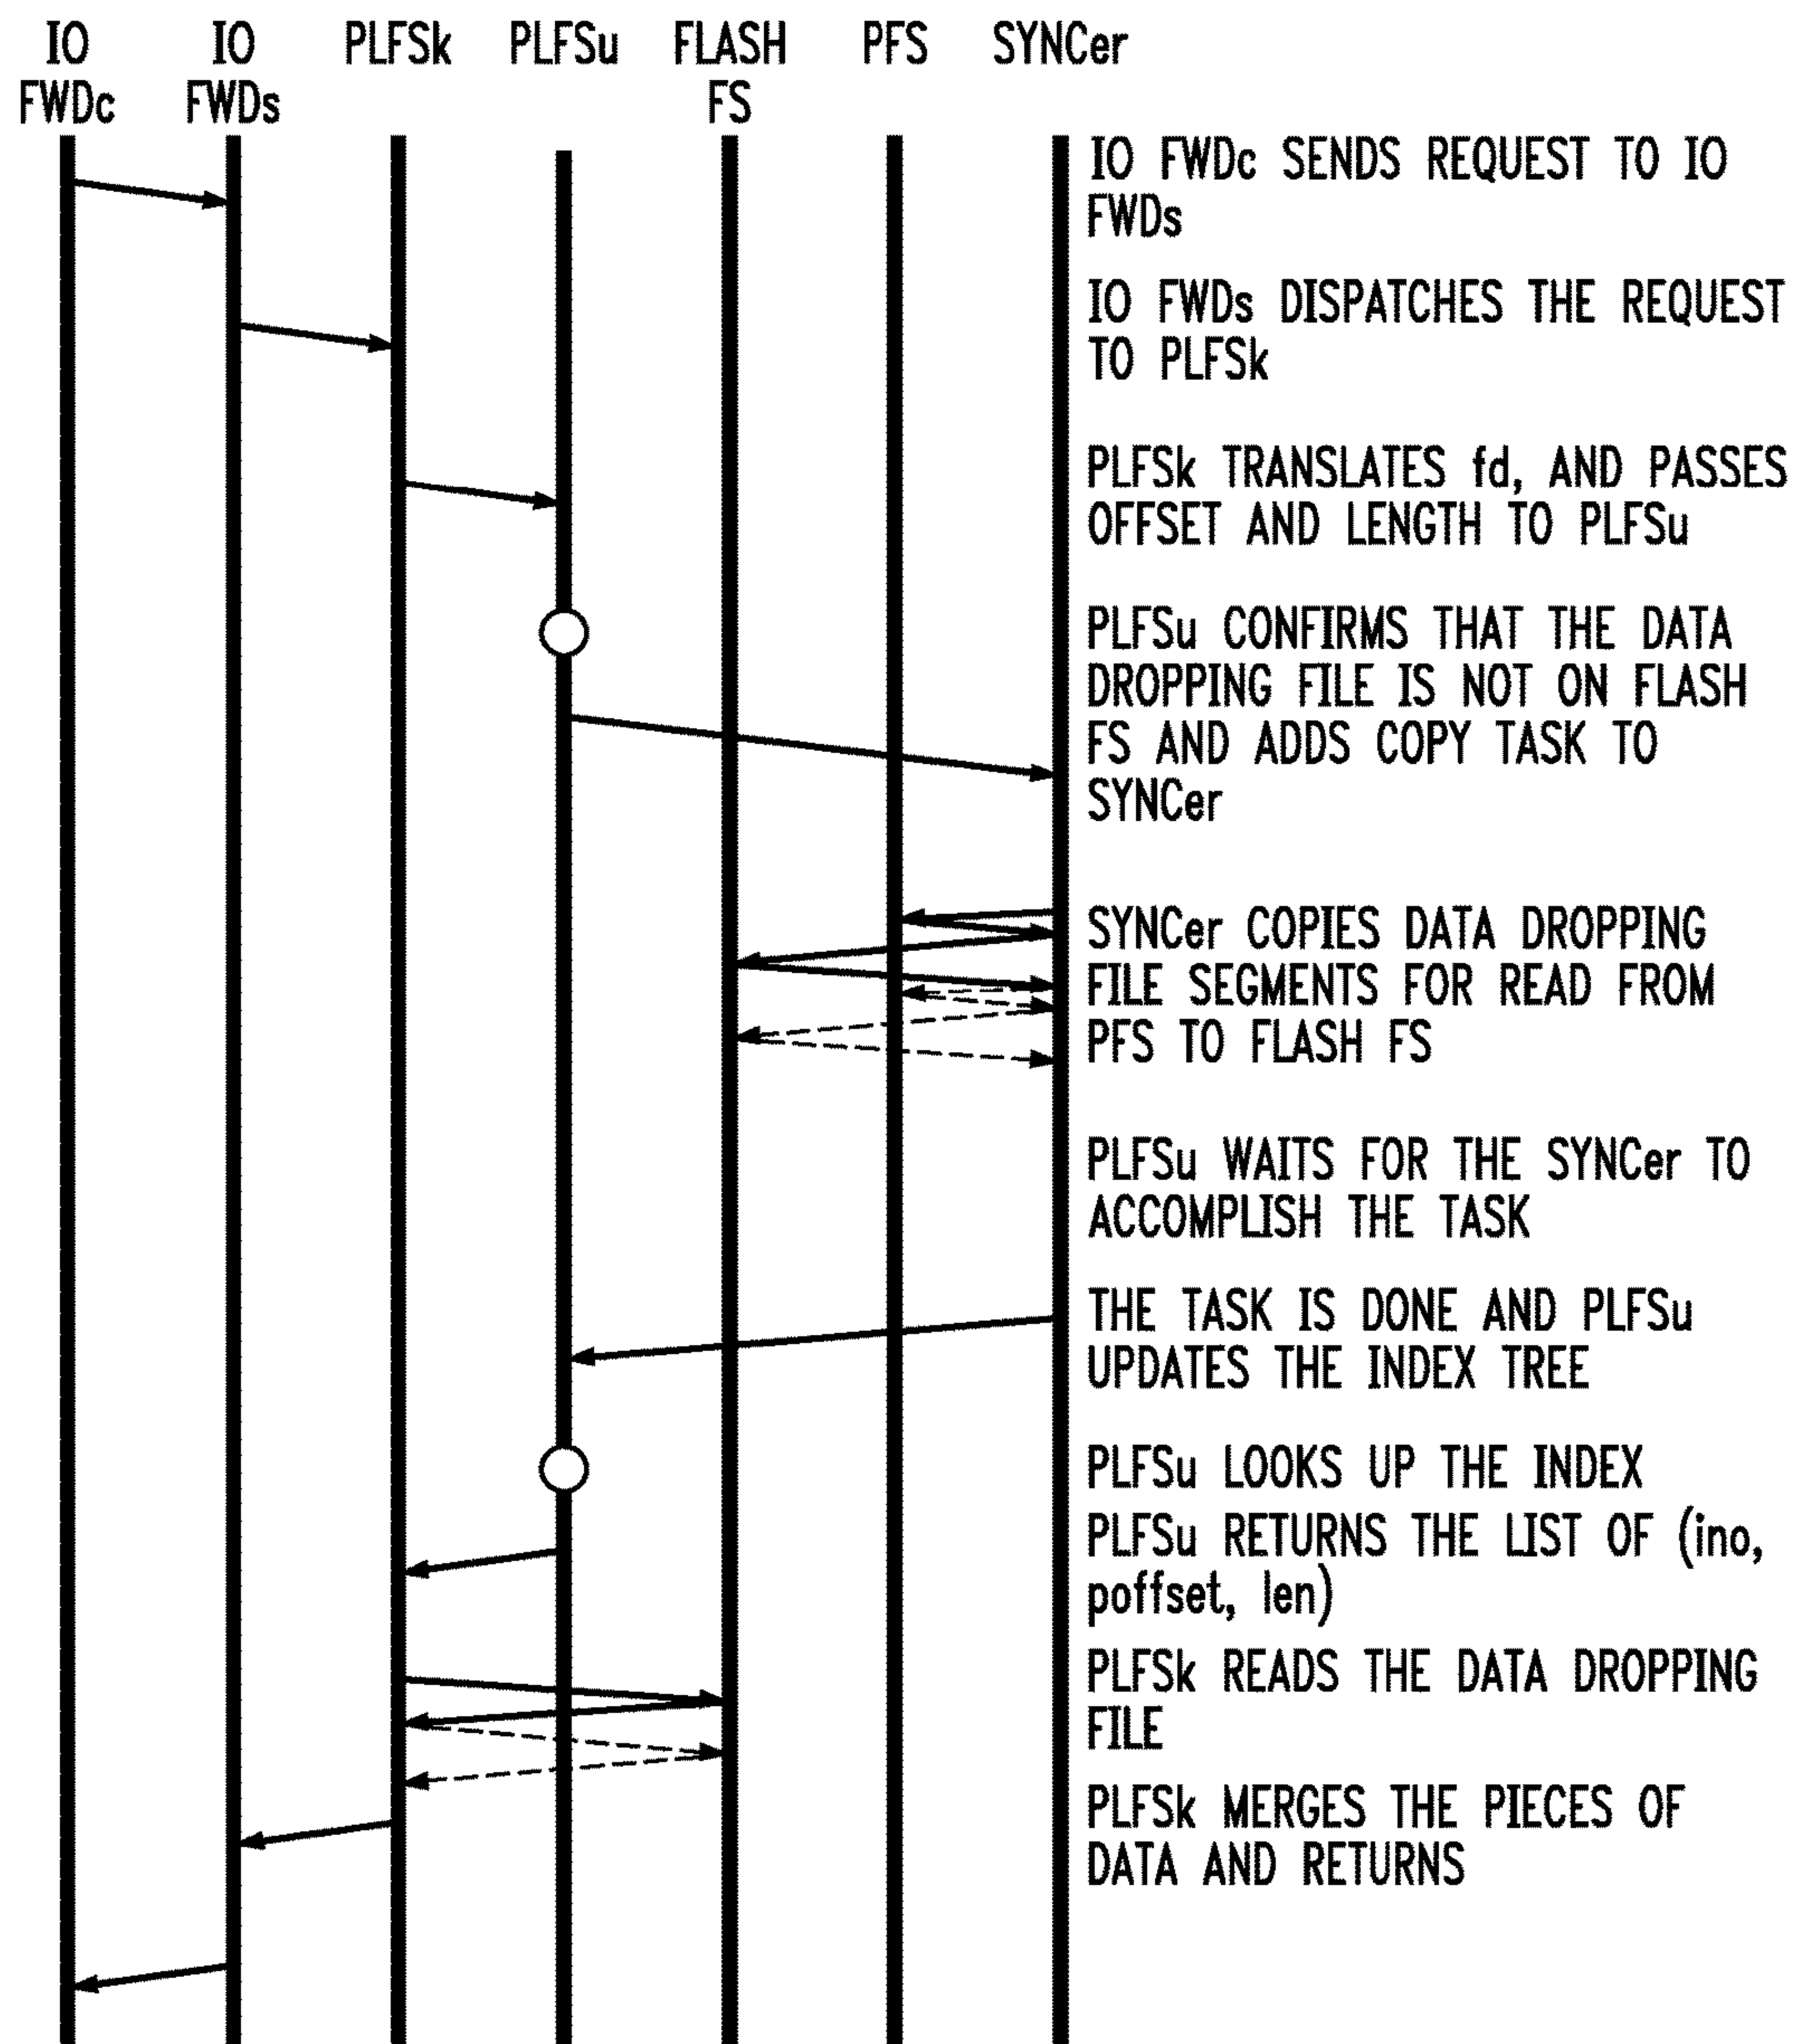 IO IO PLFSk PLFSu FLASH PFS SYNCer
FWDc FWDs FS
IO FWDc SENDS REQUEST TO IO
FWDs
IO FWDs DISPATCHES THE REQUEST
TO PLFSk
PLFSk TRANSLATES fd, AND PASSES
OFFSET AND LENGTH TO PLFSu
PLFSu CONFIRMS THAT THE DATA
DROPPING FILE IS NOT ON FLASH
FS AND ADDS COPY TASK TO
SYNCer
SYNCer COPIES DATA DROPPING
FILE SEGMENTS FOR READ FROM
PFS TO FLASH FS
PLFSu WAITS FOR THE SYNCer TO
ACCOMPLISH THE TASK
THE TASK IS DONE AND PLFSu
UPDATES THE INDEX TREE
PLFSu LOOKS UP THE INDEX
PLFSu RETURNS THE LIST OF (ino,
poffset, len)
PLFSk READS THE DATA DROPPING
FILE
PLFSk MERGES THE PIECES OF
DATA AND RETURNS